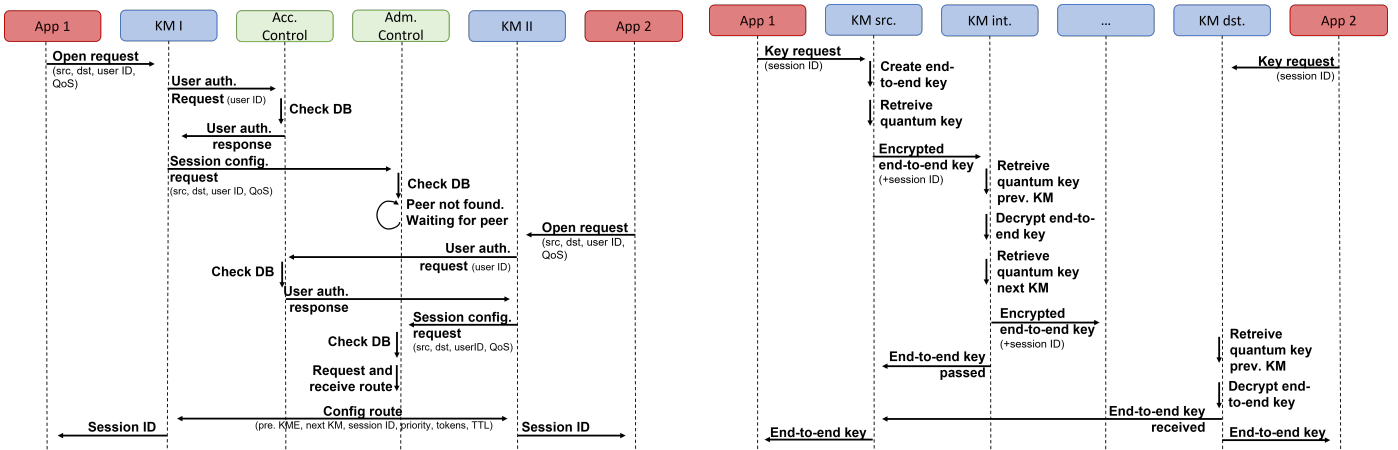 App 1
KM I
Acc.
Control
Adm.
Control
KM II
App 2
Open request
(src, dst, user ID,
QoS)
User auth.
Request (user ID)
Check DB
User auth.
response
Session config.
request
(src, dst, user ID, QoS)
Check DB
Peer not found.
Waiting for peer
Open request
(src, dst, user ID,
QoS)
User auth.
request (user ID)
Check DB
User auth.
response
Session config.
request
(src, dst, userID, QoS)
Check DB
Request and
receive route
Config route
(pre. KME, next KM, session ID, priority, tokens, TTL)
Session ID
Session ID
App 1
KM src.
KM int.
...
KM dst.
App 2
Key request
(session ID)
Key request
(session ID)
Create end-
to-end key
Retreive
quantum key
Encrypted
end-to-end key
(+session ID)
Retreive
quantum key
prev. KM
Decrypt end-to-
end key
Retrieve
quantum key
next KM
Encrypted
end-to-end key
(+session ID)
End-to-end key
passed
Retreive
quantum key
prev. KM
Decrypt end-
to-end key
End-to-end key
received
End-to-end key
End-to-end key